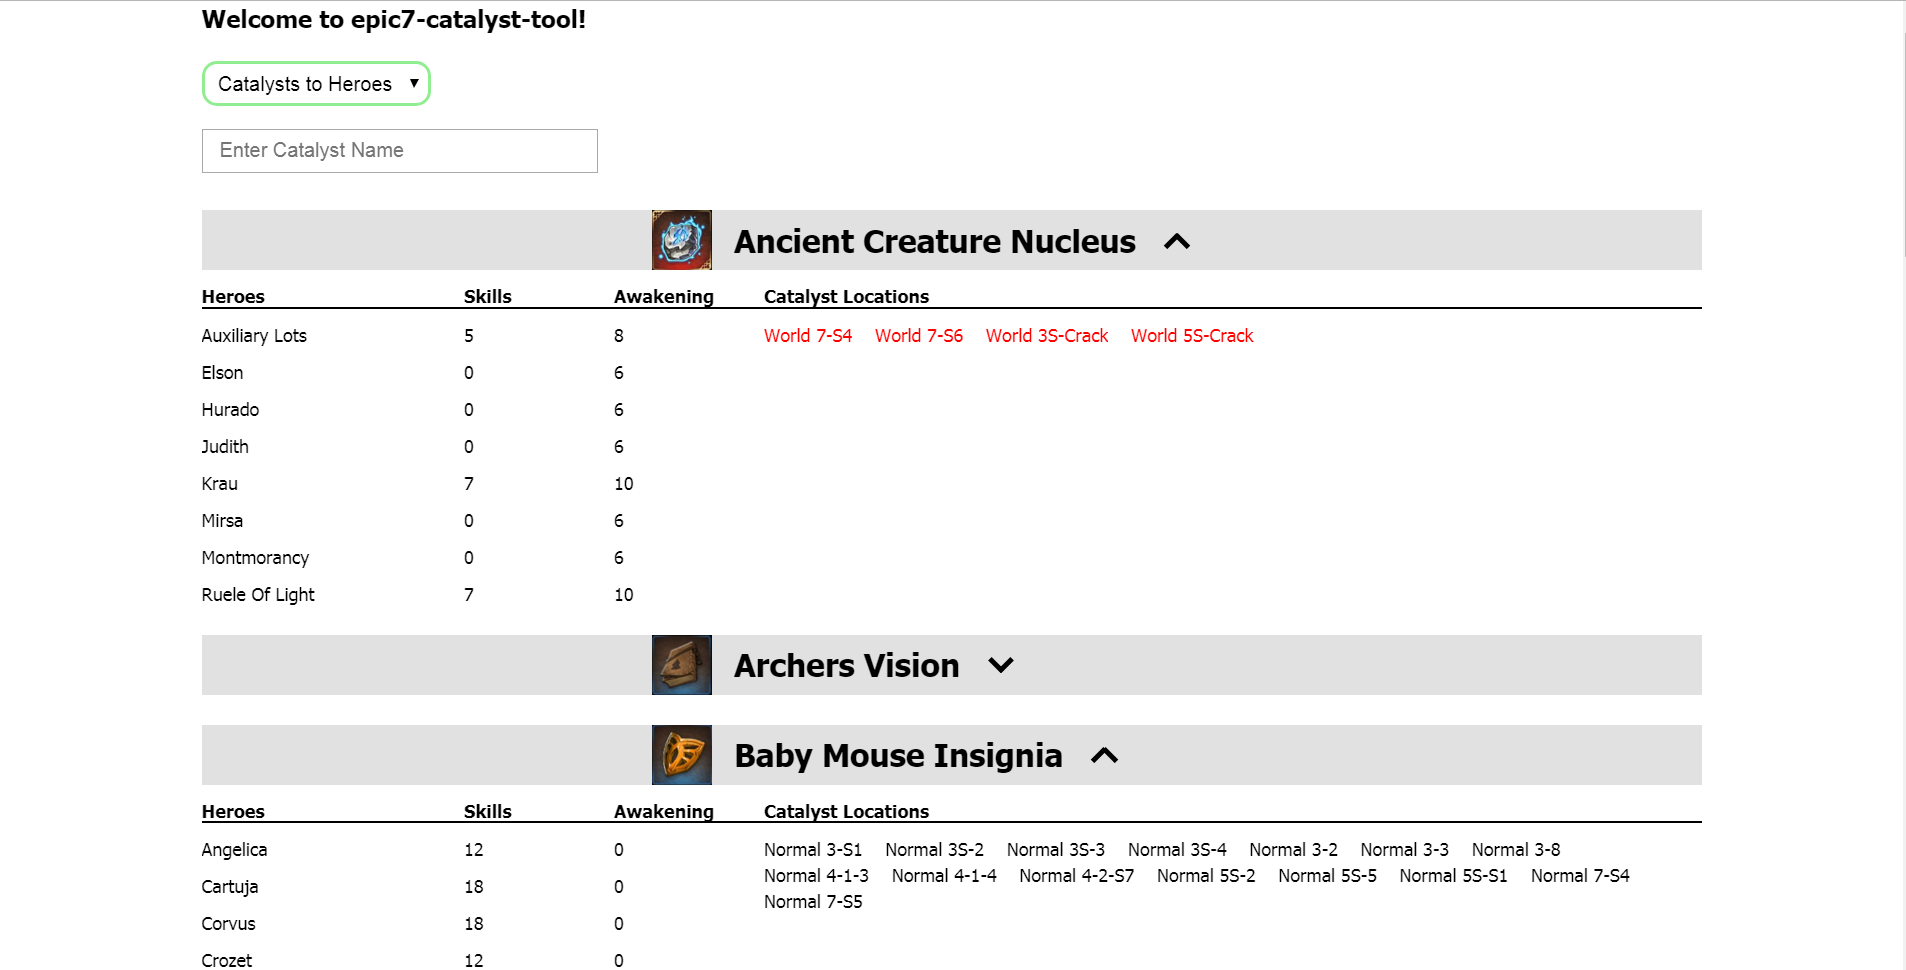 Welcome to epic7-catalyst-tool!
Catalysts to Heroes
Enter Catalyst Name
Ancient Creature Nucleus
Heroes Skills Awakening Catalyst Locations
Auxiliary Lots 5 8 World 7-S4 World 7-S6 World 3S-Crack World 5S-Crack
Elson 0 6
Hurado 0 6
Judith 0 6
Krau 7 10
Mirsa 0 6
Montmorancy 0 6
Ruele Of Light 7 10
Archers Vision
Baby Mouse Insignia
Heroes Skills Awakening Catalyst Locations
Angelica 12 0 Normal 3-S1 Normal 3S-2 Normal 3S-3 Normal 3S-4 Normal 3-2 Normal 3-3 Normal 3-8
Normal 4-1-3 Normal 4-1-4 Normal 4-2-S7 Normal 5S-2 Normal 5S-5 Normal 5S-S1 Normal 7-S4
Cartuja 18 0
Normal 7-S5
Corvus 18 0
Crozet 12 0